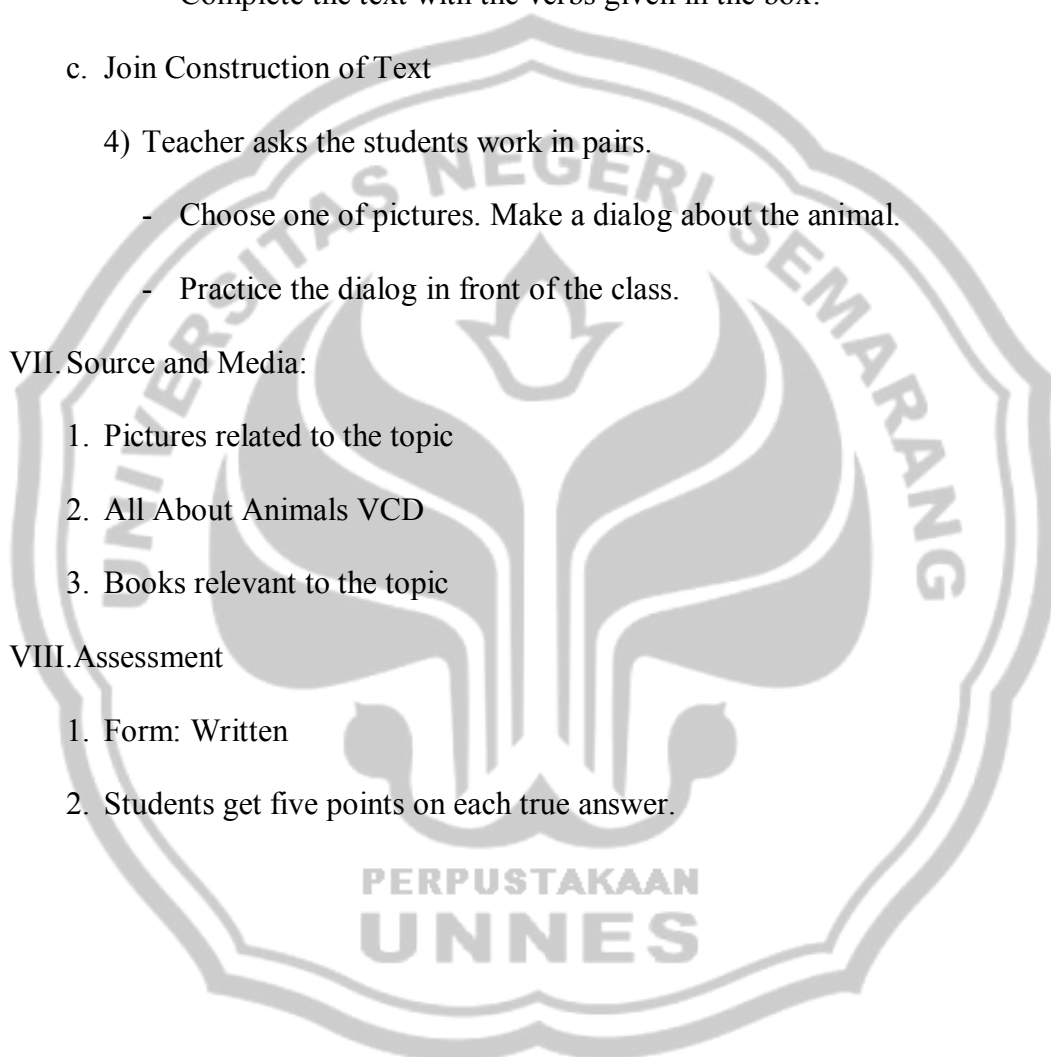 Complete the text with the verbs given in the box.
c. Join Construction of Text
4) Teacher asks the students work in pairs.
- Choose one of pictures. Make a dialog about the animal.
- Practice the dialog in front of the class.
VII. Source and Media:
1. Pictures related to the topic
2. All About Animals VCD
3. Books relevant to the topic
VIII.Assessment
1. Form: Written
2. Students get five points on each true answer.
UNIVERSITAS NEGERI SEMARANG
PERPUSTAKAAN
UNNES